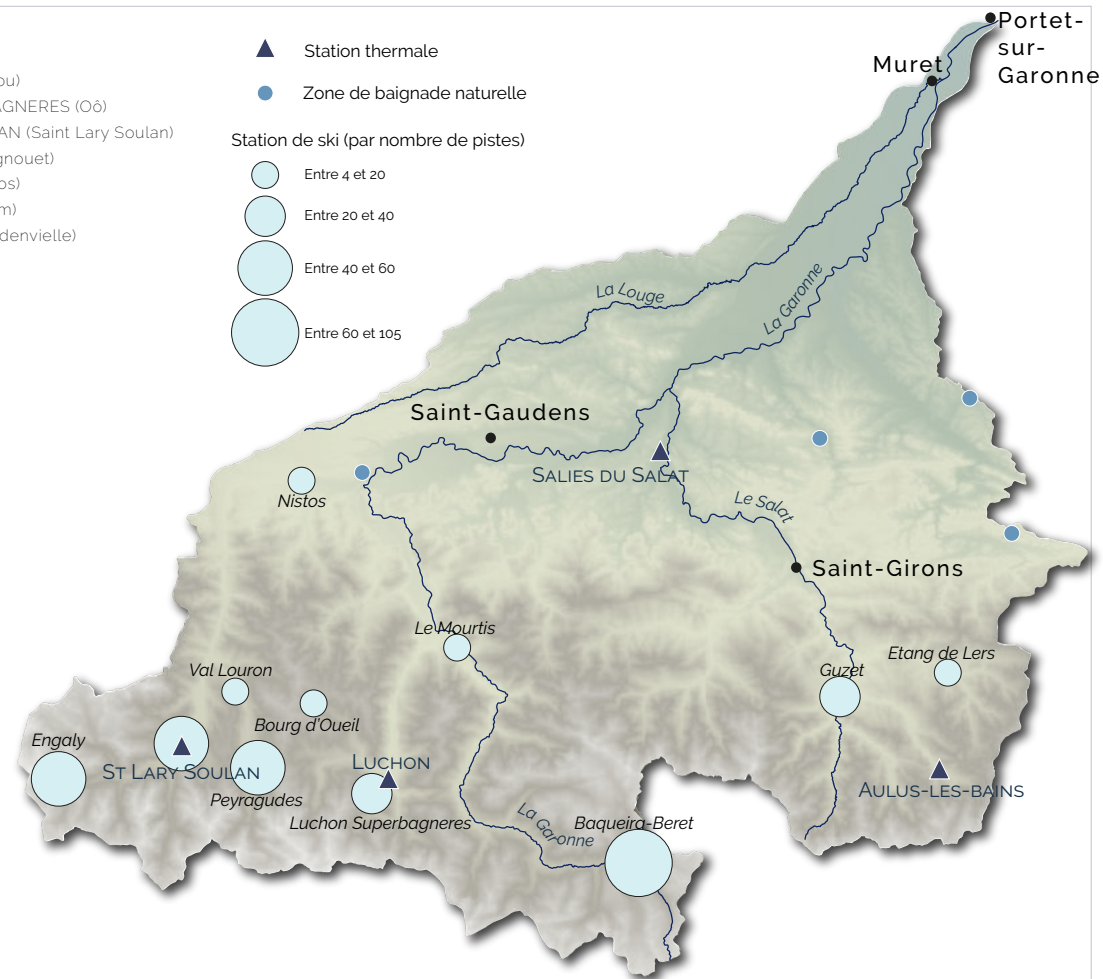 ou)
AGNERES (Oô)
AN (Saint Lary Soulan)
gnouet)
os)
m)
denvielle)
Station thermale
Zone de baignade naturelle
Station de ski (par nombre de pistes)
Entre 4 et 20
Entre 20 et 40
Entre 40 et 60
Entre 60 et 105
Portet-
sur-
Garonne
Muret
La Louge
La Garonne
Saint-Gaudens
Salies du Salat
Nistos
Le Salat
Saint-Girons
Le Mourtis
Etang de Lers
Val Louron
Guzet
Bourg d'Oueil
Engaly
St Lary Soulan
Luchon
Peyragudes
Aulus-les-bains
Luchon Superbagneres
La Garonne
Baqueira-Beret